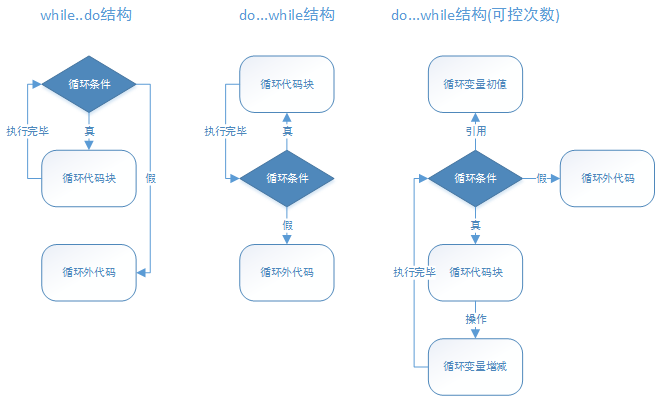 while..do结构
循环条件
执行完毕
真
循环代码块
假
循环外代码
do...while结构
循环代码块
执行完毕
真
循环条件
假
循环外代码
do...while结构(可控次数)
循环变量初值
引用
循环条件
假
循环外代码
真
循环代码块
执行完毕
操作
循环变量增减